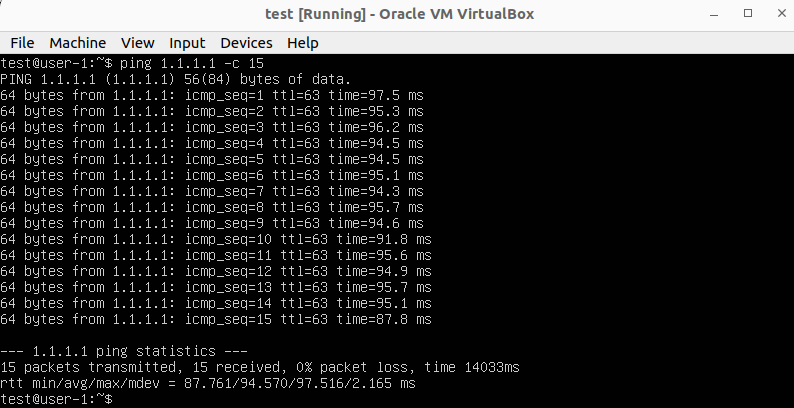 test [Running] - Oracle VM VirtualBox
File Machine View Input Devices Help
test@user-1:~$ ping 1.1.1.1 -c 15
PING 1.1.1.1 (1.1.1.1) 56(84) bytes of data.
64 bytes from 1.1.1.1: icmp_seq=1 ttl=63 time=97.5 ms
64 bytes from 1.1.1.1: icmp_seq=2 ttl=63 time=95.3 ms
64 bytes from 1.1.1.1: icmp_seq=3 ttl=63 time=96.2 ms
64 bytes from 1.1.1.1: icmp_seq=4 ttl=63 time=94.5 ms
64 bytes from 1.1.1.1: icmp_seq=5 ttl=63 time=94.5 ms
64 bytes from 1.1.1.1: icmp_seq=6 ttl=63 time=95.1 ms
64 bytes from 1.1.1.1: icmp_seq=7 ttl=63 time=94.3 ms
64 bytes from 1.1.1.1: icmp_seq=8 ttl=63 time=95.7 ms
64 bytes from 1.1.1.1: icmp_seq=9 ttl=63 time=94.6 ms
64 bytes from 1.1.1.1: icmp_seq=10 ttl=63 time=91.8 ms
64 bytes from 1.1.1.1: icmp_seq=11 ttl=63 time=95.6 ms
64 bytes from 1.1.1.1: icmp_seq=12 ttl=63 time=94.9 ms
64 bytes from 1.1.1.1: icmp_seq=13 ttl=63 time=95.7 ms
64 bytes from 1.1.1.1: icmp_seq=14 ttl=63 time=95.1 ms
64 bytes from 1.1.1.1: icmp_seq=15 ttl=63 time=87.8 ms
--- 1.1.1.1 ping statistics ---
15 packets transmitted, 15 received, 0% packet loss, time 14033ms
rtt min/avg/max/mdev = 87.761/94.570/97.516/2.165 ms
test@user-1:~$